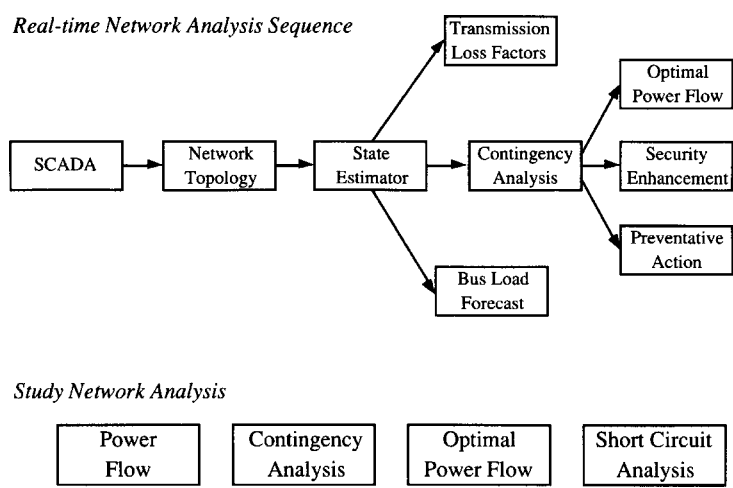 Real-time Network Analysis Sequence
Transmission
Loss Factors
Optimal
Power Flow
SCADA
Network
Topology
State
Estimator
Contingency
Analysis
Security
Enhancement
Preventative
Action
Bus Load
Forecast
Study Network Analysis
Power
Flow
Contingency
Analysis
Optimal
Power Flow
Short Circuit
Analysis